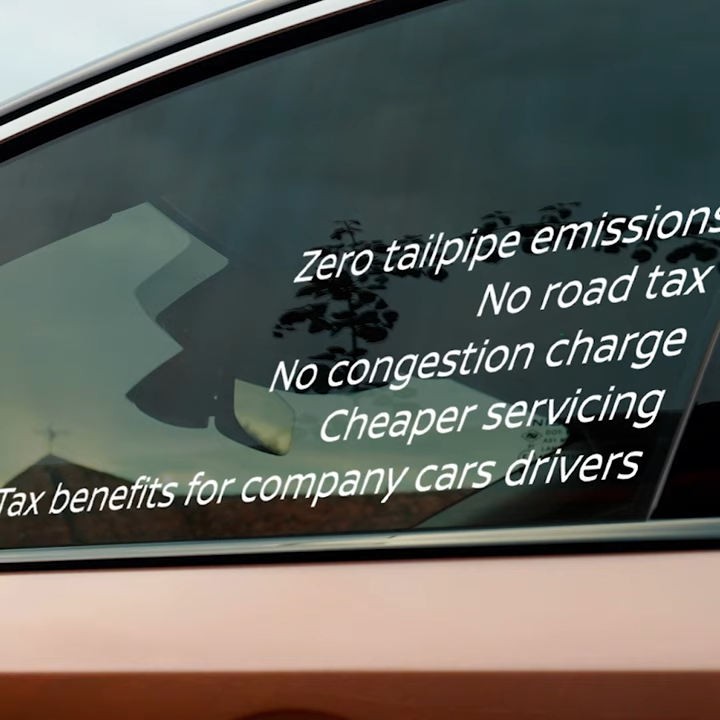 Zero tailpipe emissions
No road tax
No congestion charge
Cheaper servicing
Tax benefits for company cars drivers